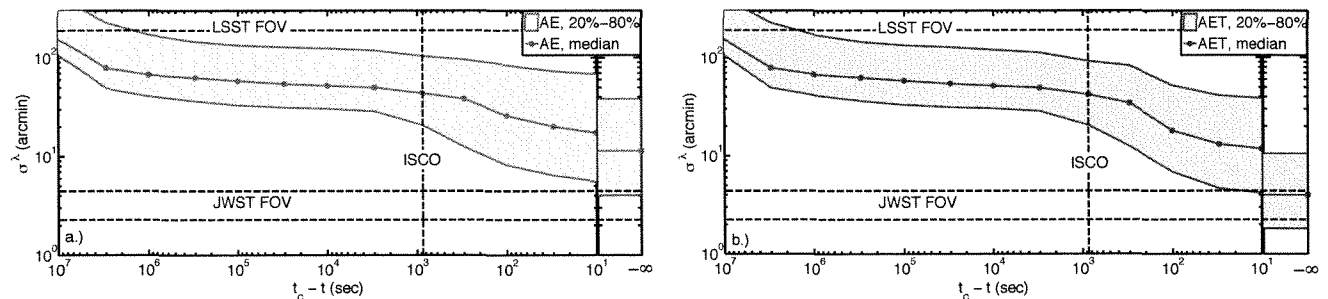 LSST FOV
AE, 20%−80%
AE, median
ISCO
JWST FOV
a.)
σ^λ (arcmin)
10^2
10^1
10^0
10^7 10^6 10^5 10^4 10^3 10^2 10^1 −∞
t_c − t (sec)
LSST FOV
AET, 20%−80%
AET, median
ISCO
JWST FOV
b.)
σ^λ (arcmin)
10^2
10^1
10^0
10^7 10^6 10^5 10^4 10^3 10^2 10^1 −∞
t_c − t (sec)